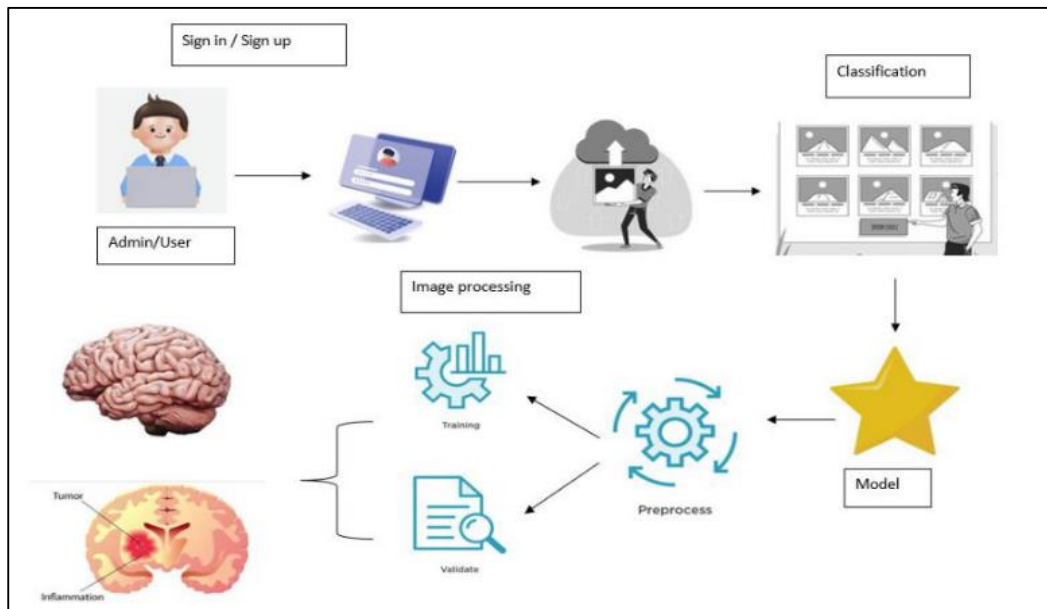 Sign in / Sign up
Classification
Admin/User
Image processing
Training
Tumor
Model
Preprocess
Validate
Inflammation